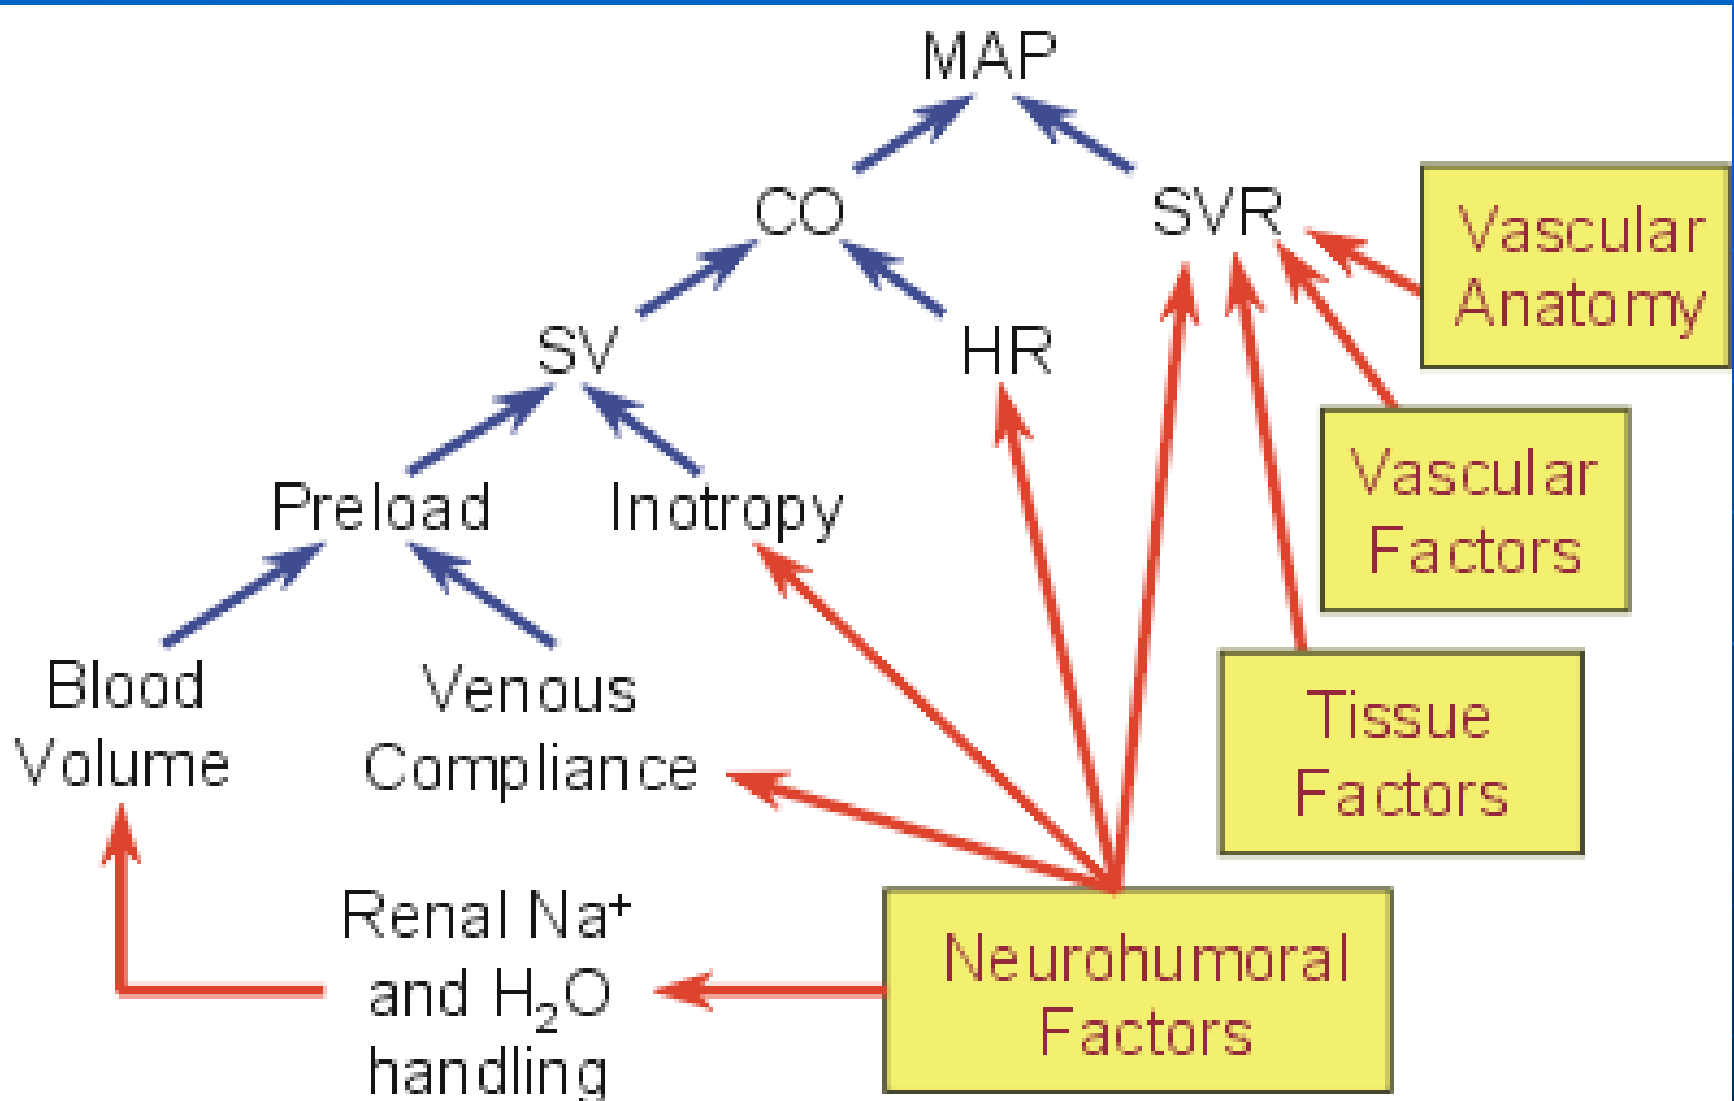 MAP
CO
SVR
Vascular
Anatomy
SV
HR
Vascular
Factors
Preload
Inotropy
Blood
Volume
Venous
Compliance
Tissue
Factors
Renal Na⁺
and H₂O
handling
Neurohumoral
Factors